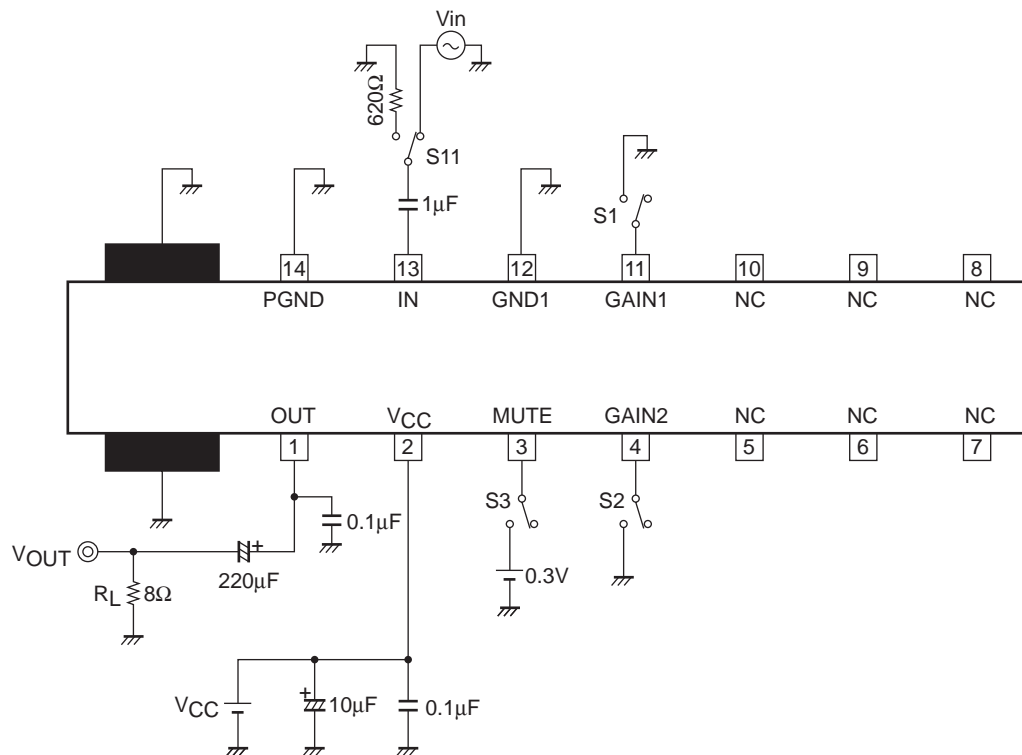 Vin
620Ω
S11
1µF
S1
14 13 12 11 10 9 8
PGND IN GND1 GAIN1 NC NC NC
OUT VCC MUTE GAIN2 NC NC NC
1 2 3 4 5 6 7
S3 S2
0.1µF
VOUT
+
220µF
0.3V
RL 8Ω
+
VCC 10µF 0.1µF